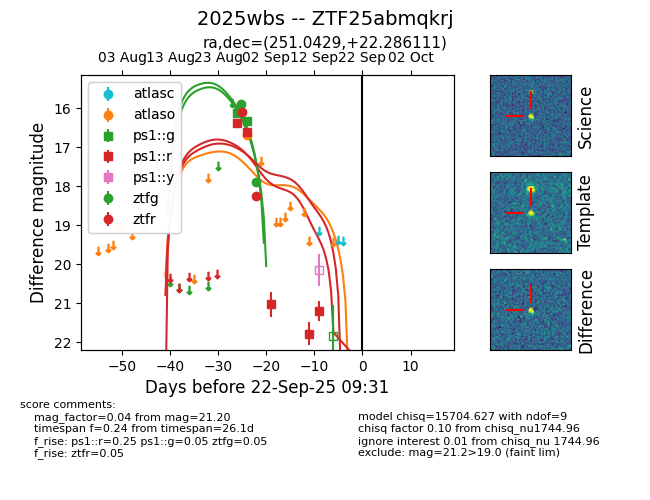 2025wbs -- ZTF25abmqkrj
ra,dec=(251.0429,+22.286111)
03 Aug 13 Aug 23 Aug 02 Sep 12 Sep 22 Sep 02 Oct
atlasc
atlaso
ps1::g
ps1::r
ps1::y
ztfg
ztfr
16
17
18
19
20
21
22
Difference magnitude
−50 −40 −30 −20 −10 0 10
Days before 22-Sep-25 09:31
Science
Template
Difference
score comments:
mag_factor=0.04 from mag=21.20
timespan f=0.24 from timespan=26.1d
f_rise: ps1::r=0.25 ps1::g=0.05 ztfg=0.05
f_rise: ztfr=0.05
model chisq=15704.627 with ndof=9
chisq factor 0.10 from chisq_nu1744.96
ignore interest 0.01 from chisq_nu 1744.96
exclude: mag=21.2>19.0 (faint lim)